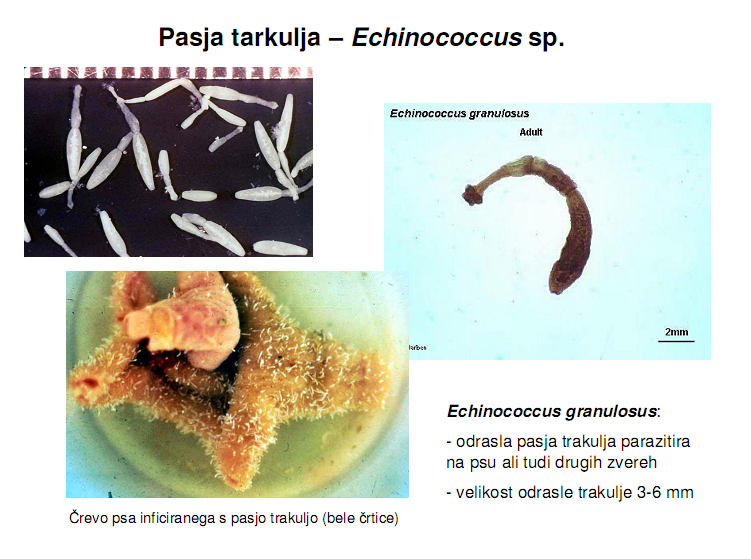 Pasja tarkulja – Echinococcus sp.
Echinococcus granulosus
Adult
2mm
Echinococcus granulosus:
- odrasla pasja trakulja parazitira
na psu ali tudi drugih zvereh
- velikost odrasle trakulje 3-6 mm
Črevo psa inficiranega s pasjo trakuljo (bele črtice)